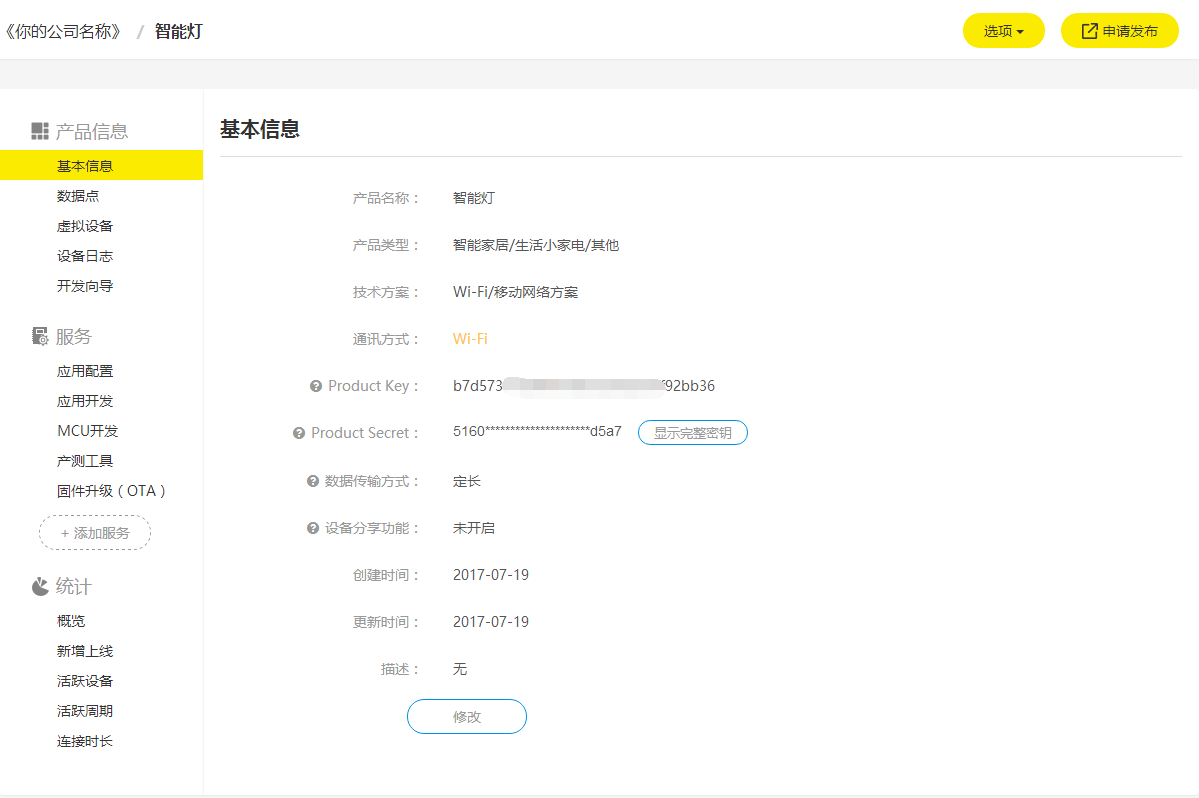 《你的公司名称》 / 智能灯
选项
申请发布
产品信息
基本信息
数据点
虚拟设备
设备日志
开发向导
服务
应用配置
应用开发
MCU开发
产测工具
固件升级（OTA）
+ 添加服务
统计
概览
新增上线
活跃设备
活跃周期
连接时长
基本信息
产品名称： 智能灯
产品类型： 智能家居/生活小家电/其他
技术方案： Wi-Fi/移动网络方案
通讯方式： Wi-Fi
Product Key： b7d573 f92bb36
Product Secret： 5160*********************d5a7 显示完整密钥
数据传输方式： 定长
设备分享功能： 未开启
创建时间： 2017-07-19
更新时间： 2017-07-19
描述： 无
修改